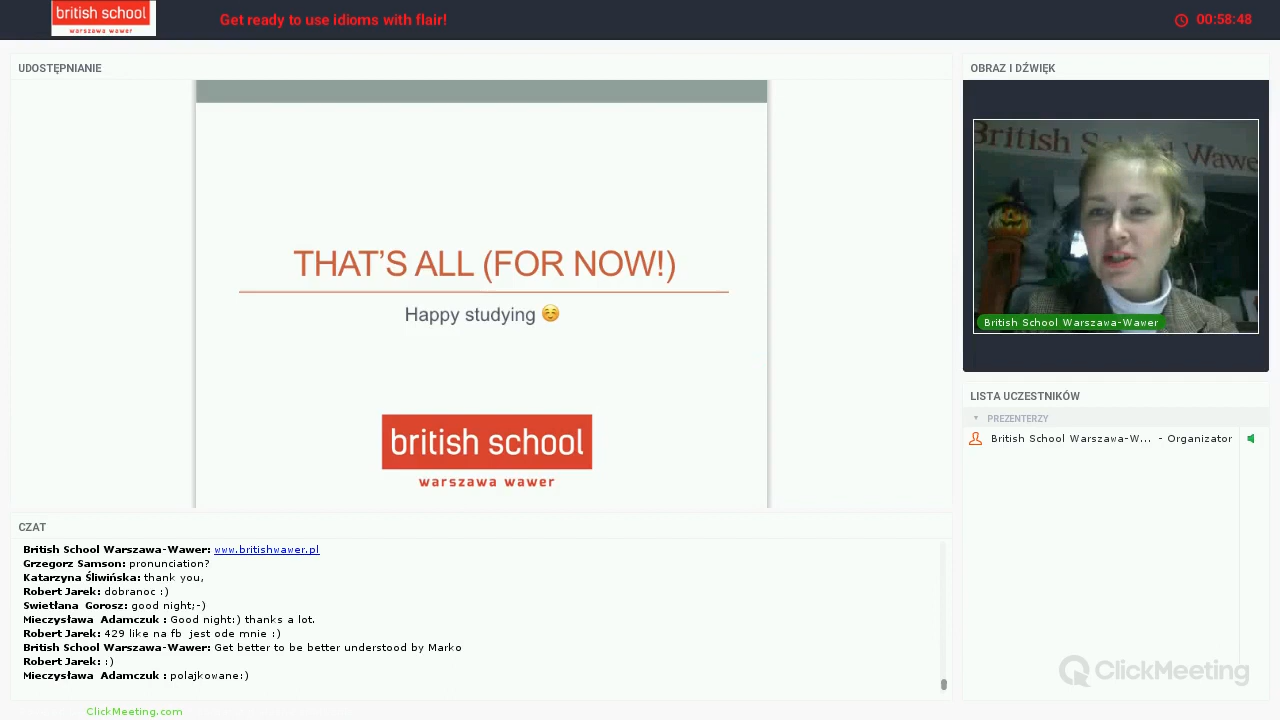 british school
warszawa wawer
Get ready to use idioms with flair!
00:58:48
UDOSTĘPNIANIE
THAT'S ALL (FOR NOW!)
Happy studying
british school
warszawa wawer
OBRAZ I DŹWIĘK
British School Wawe
British School Warszawa-Wawer
LISTA UCZESTNIKÓW
PREZENTERZY
British School Warszawa-W... - Organizator
CZAT
British School Warszawa-Wawer: www.britishwawer.pl
Grzegorz Samson: pronunciation?
Katarzyna Śliwińska: thank you,
Robert Jarek: dobranoc :)
Swietłana Gorosz: good night;-)
Mieczysława Adamczuk : Good night:) thanks a lot.
Robert Jarek: 429 like na fb jest ode mnie :)
British School Warszawa-Wawer: Get better to be better understood by Marko
Robert Jarek: :)
Mieczysława Adamczuk : polajkowane:)
ClickMeeting
ClickMeeting.com